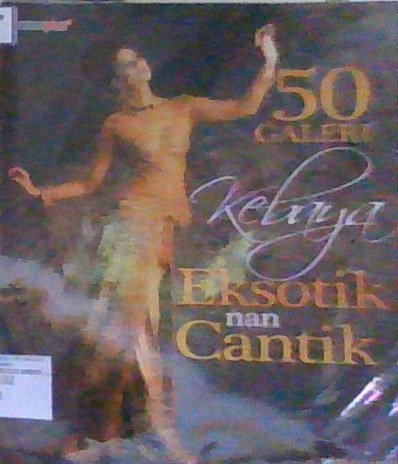 50
GALERI
Kebaya
Eksotik
nan
Cantik